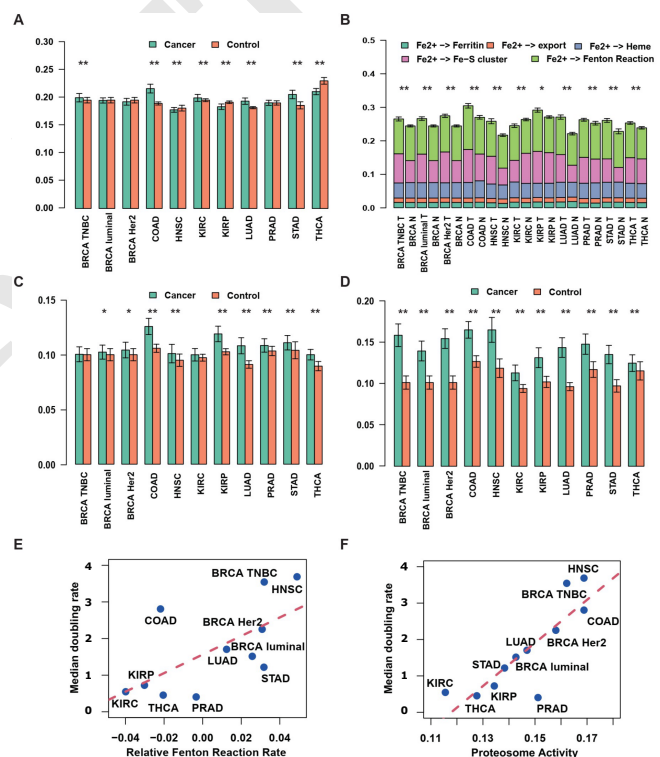 A
Cancer Control
0.30
0.25
0.20
0.15
0.10
0.05
0.00
** ** ** ** ** ** ** **
BRCA TNBC
BRCA luminal
BRCA Her2
COAD
HNSC
KIRC
KIRP
LUAD
PRAD
STAD
THCA
B
Fe2+ −> Ferritin Fe2+ −> export Fe2+ −> Heme
Fe2+ −> Fe−S cluster Fe2+ −> Fenton Reaction
0.5
0.4
0.3
0.2
0.1
0.0
** ** ** ** ** ** * ** ** ** **
BRCA TNBC T
BRCA N
BRCA luminal T
BRCA N
BRCA Her2 T
BRCA N
COAD T
COAD N
HNSC T
HNSC N
KIRC T
KIRC N
KIRP T
KIRP N
LUAD T
LUAD N
PRAD T
PRAD N
STAD T
STAD N
THCA T
THCA N
C
Cancer Control
0.15
0.10
0.05
0.00
* * ** ** ** ** ** ** **
BRCA TNBC
BRCA luminal
BRCA Her2
COAD
HNSC
KIRC
KIRP
LUAD
PRAD
STAD
THCA
D
Cancer Control
0.20
0.15
0.10
0.05
0.00
** ** ** ** ** ** ** ** ** ** **
BRCA TNBC
BRCA luminal
BRCA Her2
COAD
HNSC
KIRC
KIRP
LUAD
PRAD
STAD
THCA
E
Median doubling rate
4
3
2
1
0
BRCA TNBC
HNSC
COAD
BRCA Her2
BRCA luminal
LUAD
STAD
KIRP
KIRC
THCA
PRAD
−0.04 −0.02 0.00 0.02 0.04
Relative Fenton Reaction Rate
F
Median doubling rate
4
3
2
1
0
HNSC
BRCA TNBC
COAD
LUAD
BRCA Her2
STAD
BRCA luminal
KIRC
KIRP
THCA
PRAD
0.11 0.13 0.15 0.17
Proteosome Activity